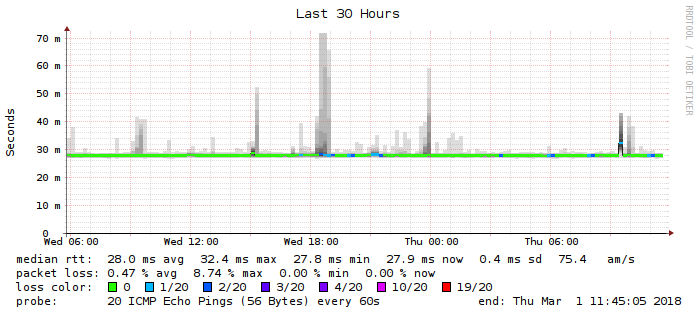 Last 30 Hours
RRDTOOL / TOBI OETIKER
Seconds
70 m
60 m
50 m
40 m
30 m
20 m
10 m
0
Wed 06:00 Wed 12:00 Wed 18:00 Thu 00:00 Thu 06:00
median rtt: 28.0 ms avg 32.4 ms max 27.8 ms min 27.9 ms now 0.4 ms sd 75.4 am/s
packet loss: 0.47 % avg 8.74 % max 0.00 % min 0.00 % now
loss color: 0 1/20 2/20 3/20 4/20 10/20 19/20
probe: 20 ICMP Echo Pings (56 Bytes) every 60s end: Thu Mar 1 11:45:05 2018